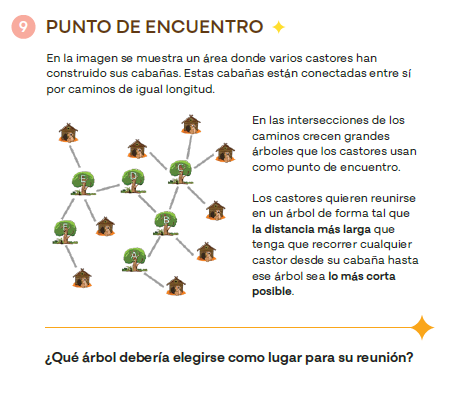 9 PUNTO DE ENCUENTRO
En la imagen se muestra un área donde varios castores han
construido sus cabañas. Estas cabañas están conectadas entre sí
por caminos de igual longitud.
En las intersecciones de los
caminos crecen grandes
árboles que los castores usan
como punto de encuentro.
Los castores quieren reunirse
en un árbol de forma tal que
la distancia más larga que
tenga que recorrer cualquier
castor desde su cabaña hasta
ese árbol sea lo más corta
posible.
E
D
C
F
B
A
¿Qué árbol debería elegirse como lugar para su reunión?